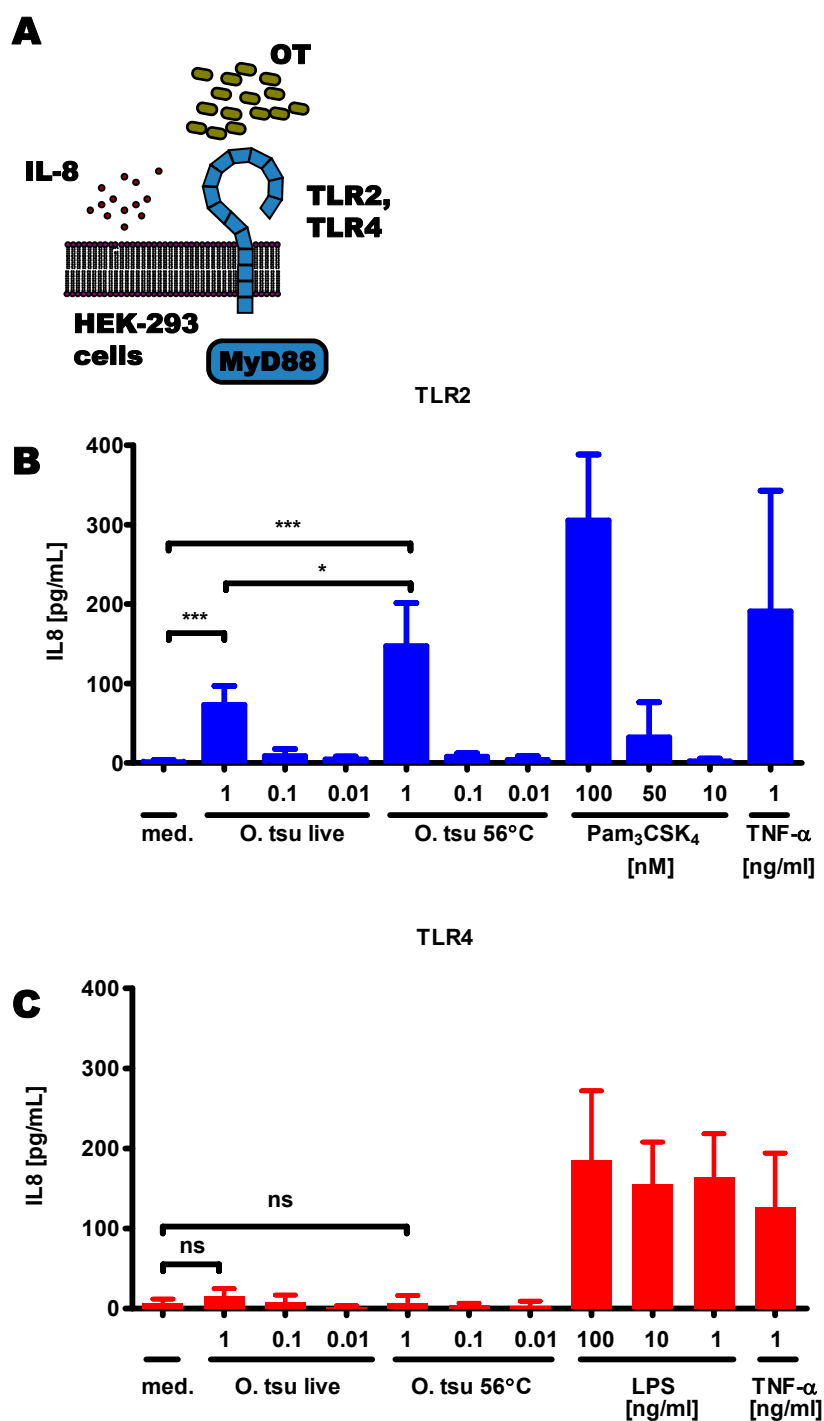 A
OT
IL-8
TLR2,
TLR4
HEK-293
cells
MyD88
TLR2
B
400
300
200
100
0
IL8 [pg/mL]
***
*
***
1 0.1 0.01 1 0.1 0.01 100 50 10 1
med. O. tsu live O. tsu 56°C Pam₃CSK₄ TNF-α
[nM] [ng/ml]
TLR4
C
400
300
200
100
0
IL8 [pg/mL]
ns
ns
1 0.1 0.01 1 0.1 0.01 100 10 1 1
med. O. tsu live O. tsu 56°C LPS TNF-α
[ng/ml] [ng/ml]